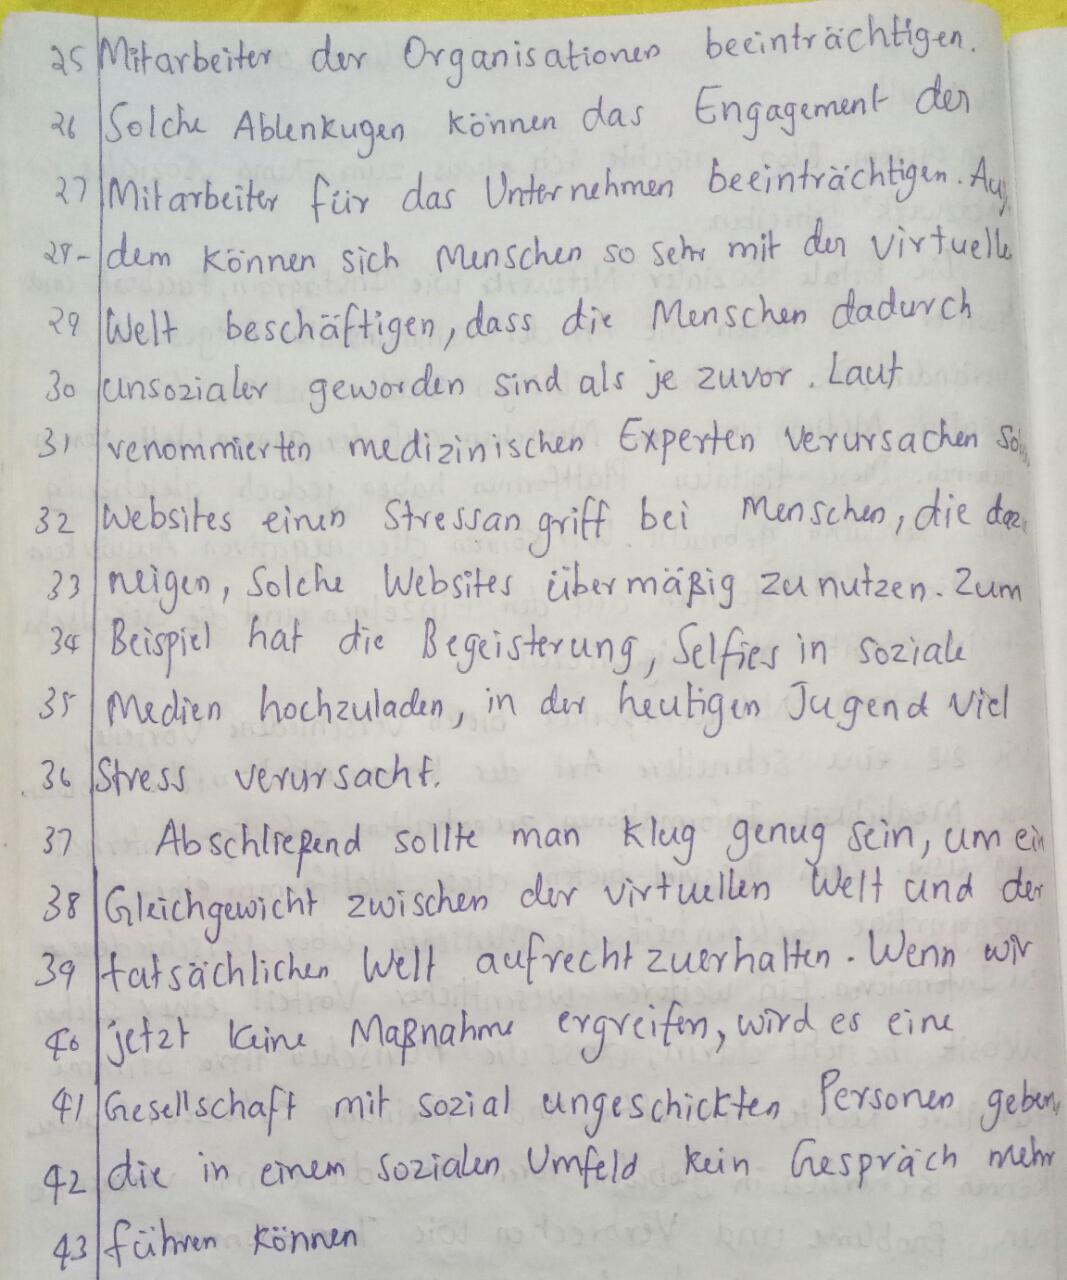 25 Mitarbeiter der Organisationen beeinträchtigen.
26 Solche Ablenkugen können das Engagement der
27 Mitarbeiter für das Unternehmen beeinträchtigen.
28- dem können sich Menschen so sehr mit der virtuelle
29 Welt beschäftigen, dass die Menschen dadurch
30 unsozialer geworden sind als je zuvor. Laut
31 renommierten medizinischen Experten verursachen
32 Websites einen Stressangriff bei Menschen, die
33 neigen, solche Websites übermäßig zu nutzen. Zum
34 Beispiel hat die Begeisterung, Selfies in soziale
35 Medien hochzuladen, in der heutigen Jugend viel
36 Stress verursacht.
37 Abschließend sollte man klug genug sein, um ein
38 Gleichgewicht zwischen der virtuellen Welt und der
39 tatsächlichen Welt aufrecht zuerhalten. Wenn wir
40 jetzt keine Maßnahme ergreifen, wird es eine
41 Gesellschaft mit sozial ungeschickten Personen geben,
42 die in einem sozialen Umfeld kein Gespräch mehr
43 führen können